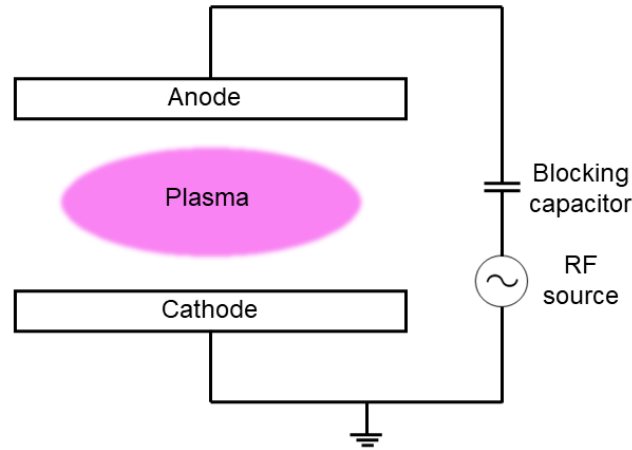 Anode
Plasma
Blocking
capacitor
RF
source
Cathode